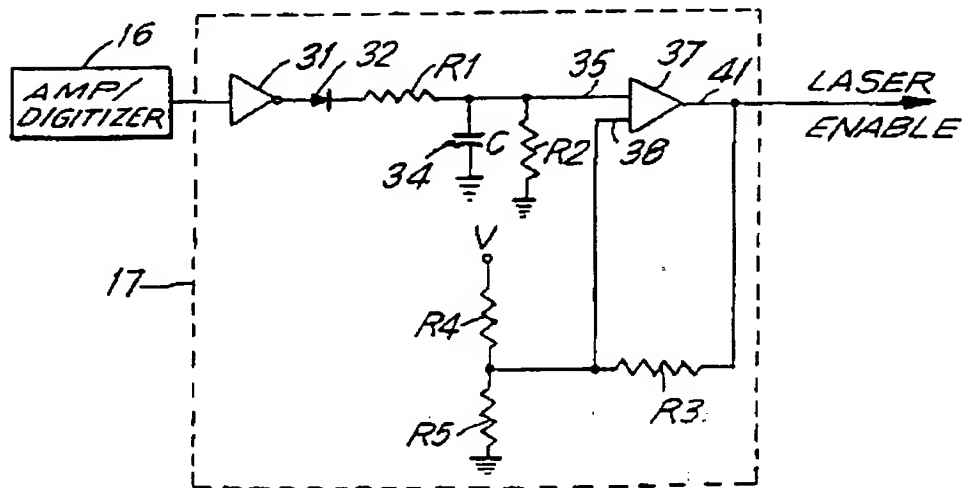 16
AMP/
DIGITIZER
31
32
R1
35
37
41
LASER
ENABLE
34
C
R2
38
V
17
R4
R3
R5